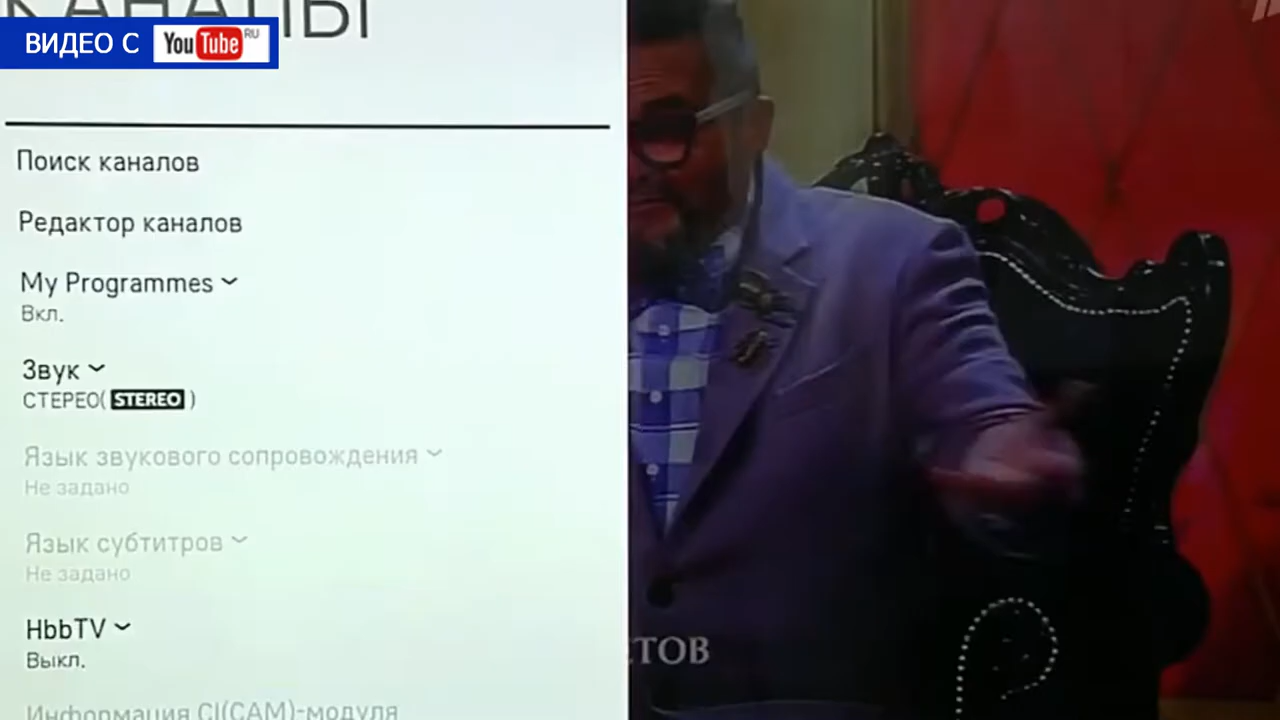 КАНАЛЫ
ВИДЕО С YouTube RU
Поиск каналов
Редактор каналов
My Programmes
Вкл.
Звук
СТЕРЕО( STEREO )
Язык звукового сопровождения
Не задано
Язык субтитров
Не задано
HbbTV
Выкл.
Информация CI(CAM)-модуля
ТОВ